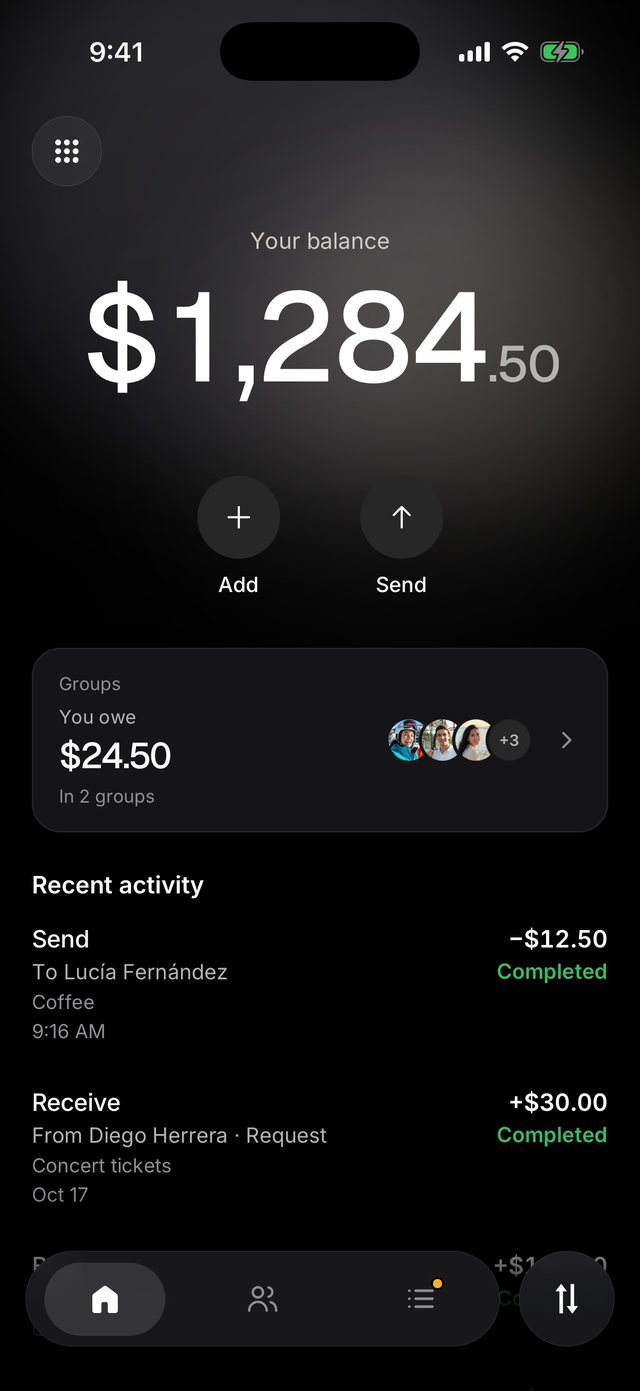 9:41
Your balance
$1,284.50
Add
Send
Groups
You owe
$24.50
In 2 groups
+3
Recent activity
Send
−$12.50
To Lucía Fernández
Completed
Coffee
9:16 AM
Receive
+$30.00
From Diego Herrera · Request
Completed
Concert tickets
Oct 17